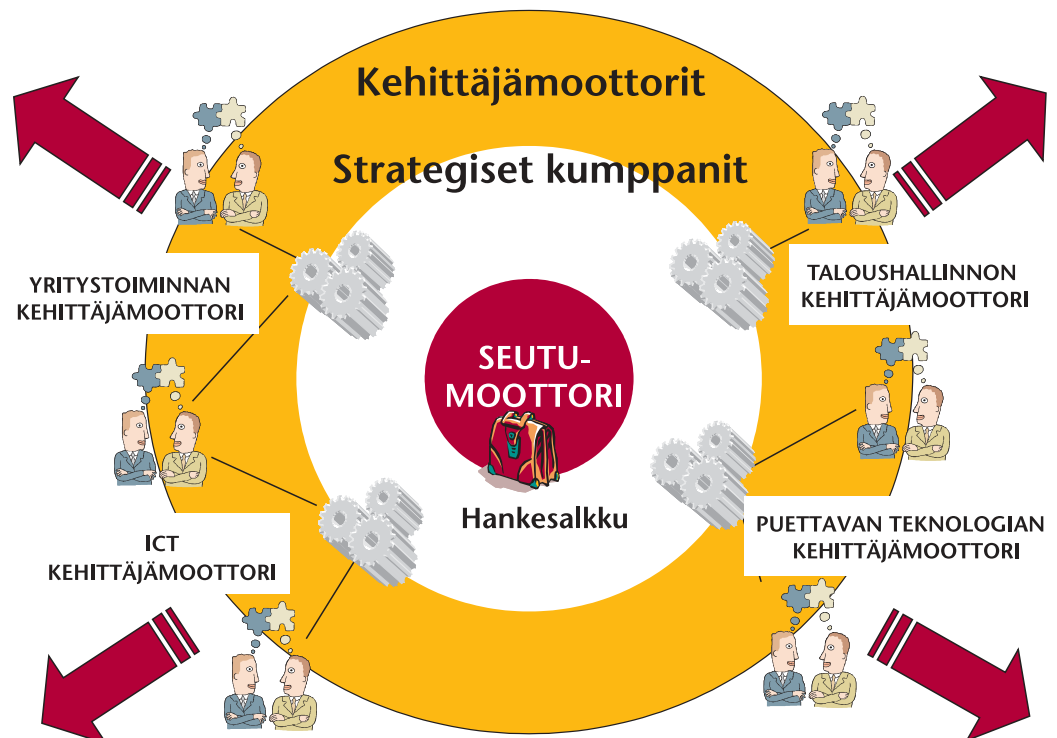 Kehittäjämoottorit
Strategiset kumppanit
YRITYSTOIMINNAN
KEHITTÄJÄMOOTTORI
TALOUSHALLINNON
KEHITTÄJÄMOOTTORI
SEUTU-
MOOTTORI
Hankesalkku
ICT
KEHITTÄJÄMOOTTORI
PUETTAVAN TEKNOLOGIAN
KEHITTÄJÄMOOTTORI